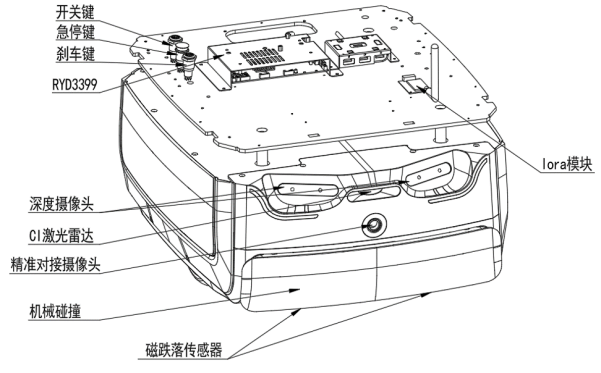 开关键
急停键
刹车键
RYD3399
lora模块
深度摄像头
CI激光雷达
精准对接摄像头
机械碰撞
磁跌落传感器